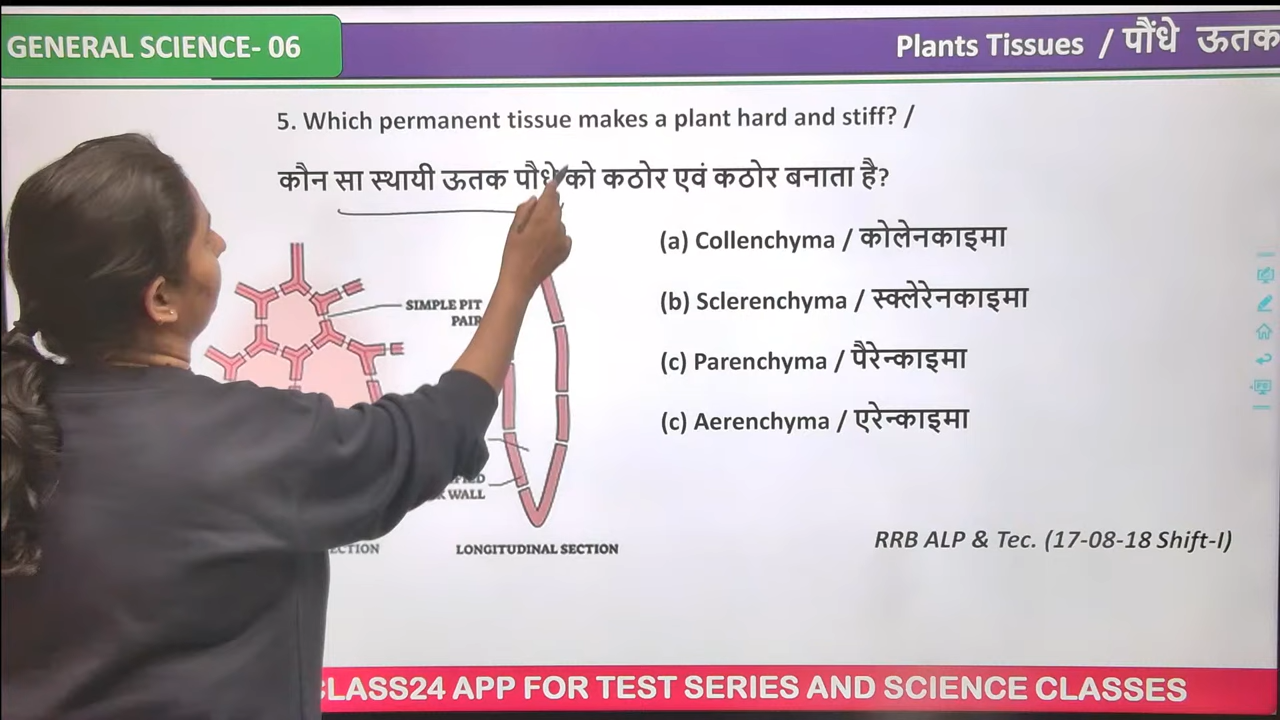 GENERAL SCIENCE- 06
Plants Tissues / पौंधे ऊतक
5. Which permanent tissue makes a plant hard and stiff? /
कौन सा स्थायी ऊतक पौधे को कठोर एवं कठोर बनाता है?
(a) Collenchyma / कोलेनकाइमा
(b) Sclerenchyma / स्क्लेरेनकाइमा
(c) Parenchyma / पैरेन्काइमा
(c) Aerenchyma / एरेन्काइमा
SIMPLE PIT
PAIR
WALL
LONGITUDINAL SECTION
RRB ALP & Tec. (17-08-18 Shift-I)
CLASS24 APP FOR TEST SERIES AND SCIENCE CLASSES